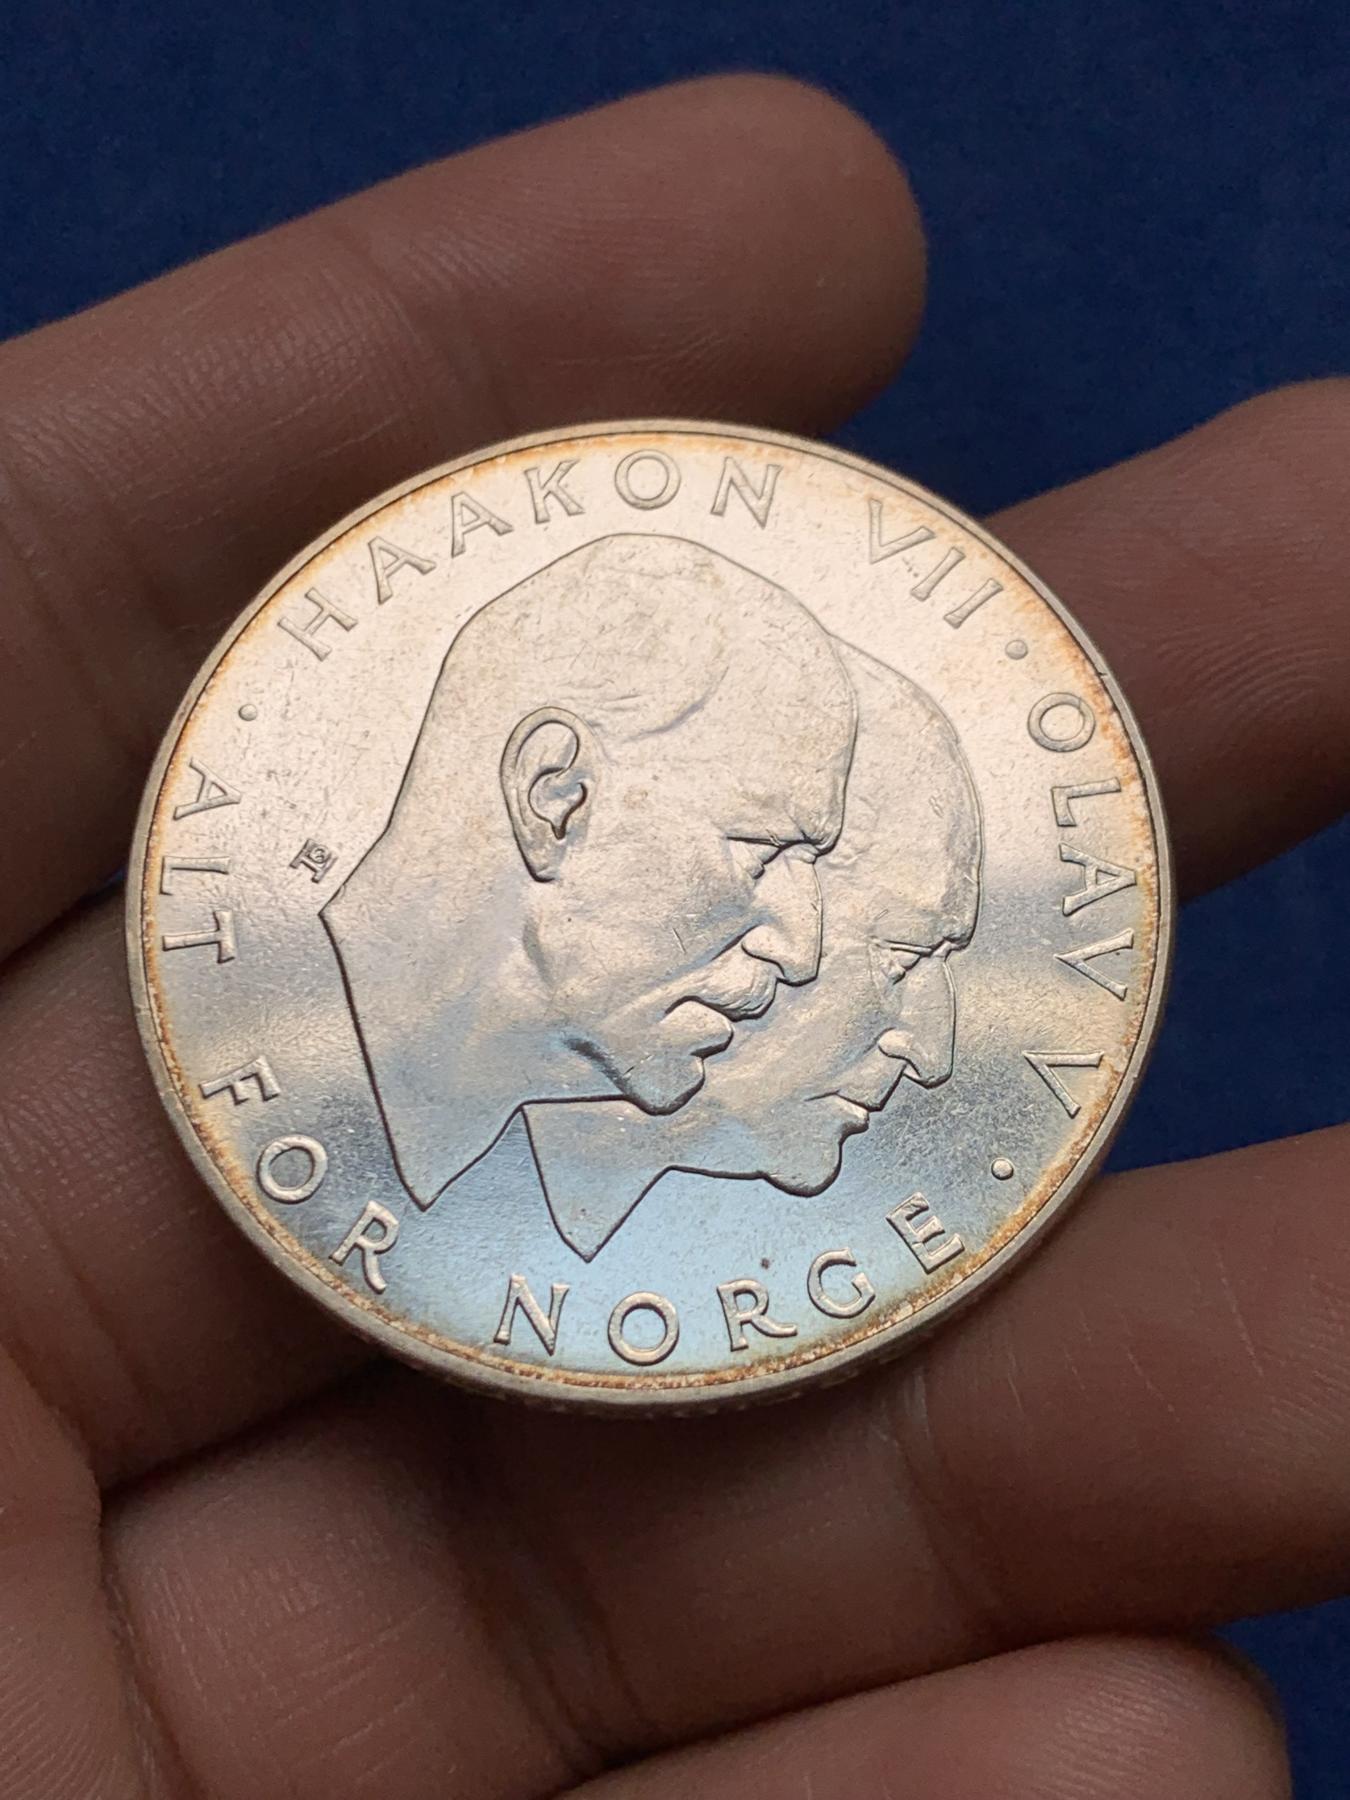 · HAAKON VII · OLAV V ·
ALT FOR NORGE